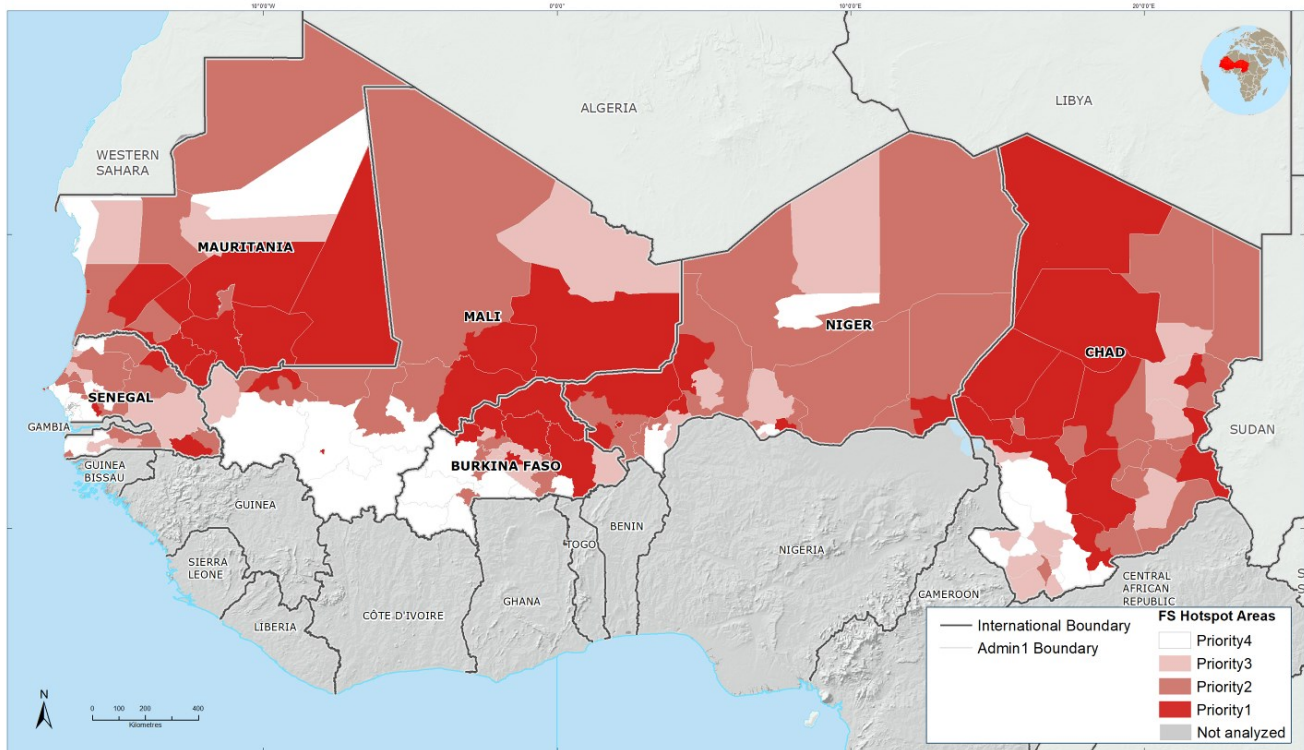 10°0'0"W
0°0'0"
10°0'0"E
20°0'0"E
ALGERIA
LIBYA
WESTERN
SAHARA
MAURITANIA
MALI
NIGER
CHAD
SENEGAL
GAMBIA
SUDAN
BURKINA FASO
GUINEA
BISSAU
GUINEA
BENIN
NIGERIA
TOGO
SIERRA
LEONE
CÔTE D'IVOIRE
GHANA
LIBERIA
CAMEROON
CENTRAL
AFRICAN
REPUBLIC
S
S
International Boundary
Admin1 Boundary
FS Hotspot Areas
Priority4
Priority3
Priority2
Priority1
Not analyzed
N
0 100 200 400
Kilometres